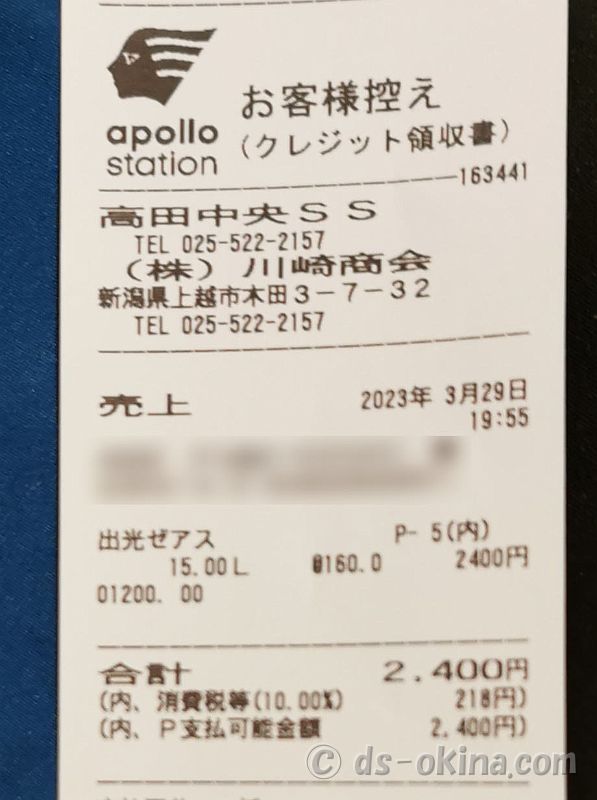 apollo
station
お客様控え
(クレジット領収書)
163441
高田中央SS
TEL 025-522-2157
(株)川崎商会
新潟県上越市木田3-7-32
TEL 025-522-2157
売上 2023年 3月29日
19:55
出光ゼアス P- 5(内)
15.00L @160.0 2400円
01200. 00
合計 2,400円
(内、消費税等(10.00%) 218円)
(内、P支払可能金額 2,400円)
© ds-okina.com